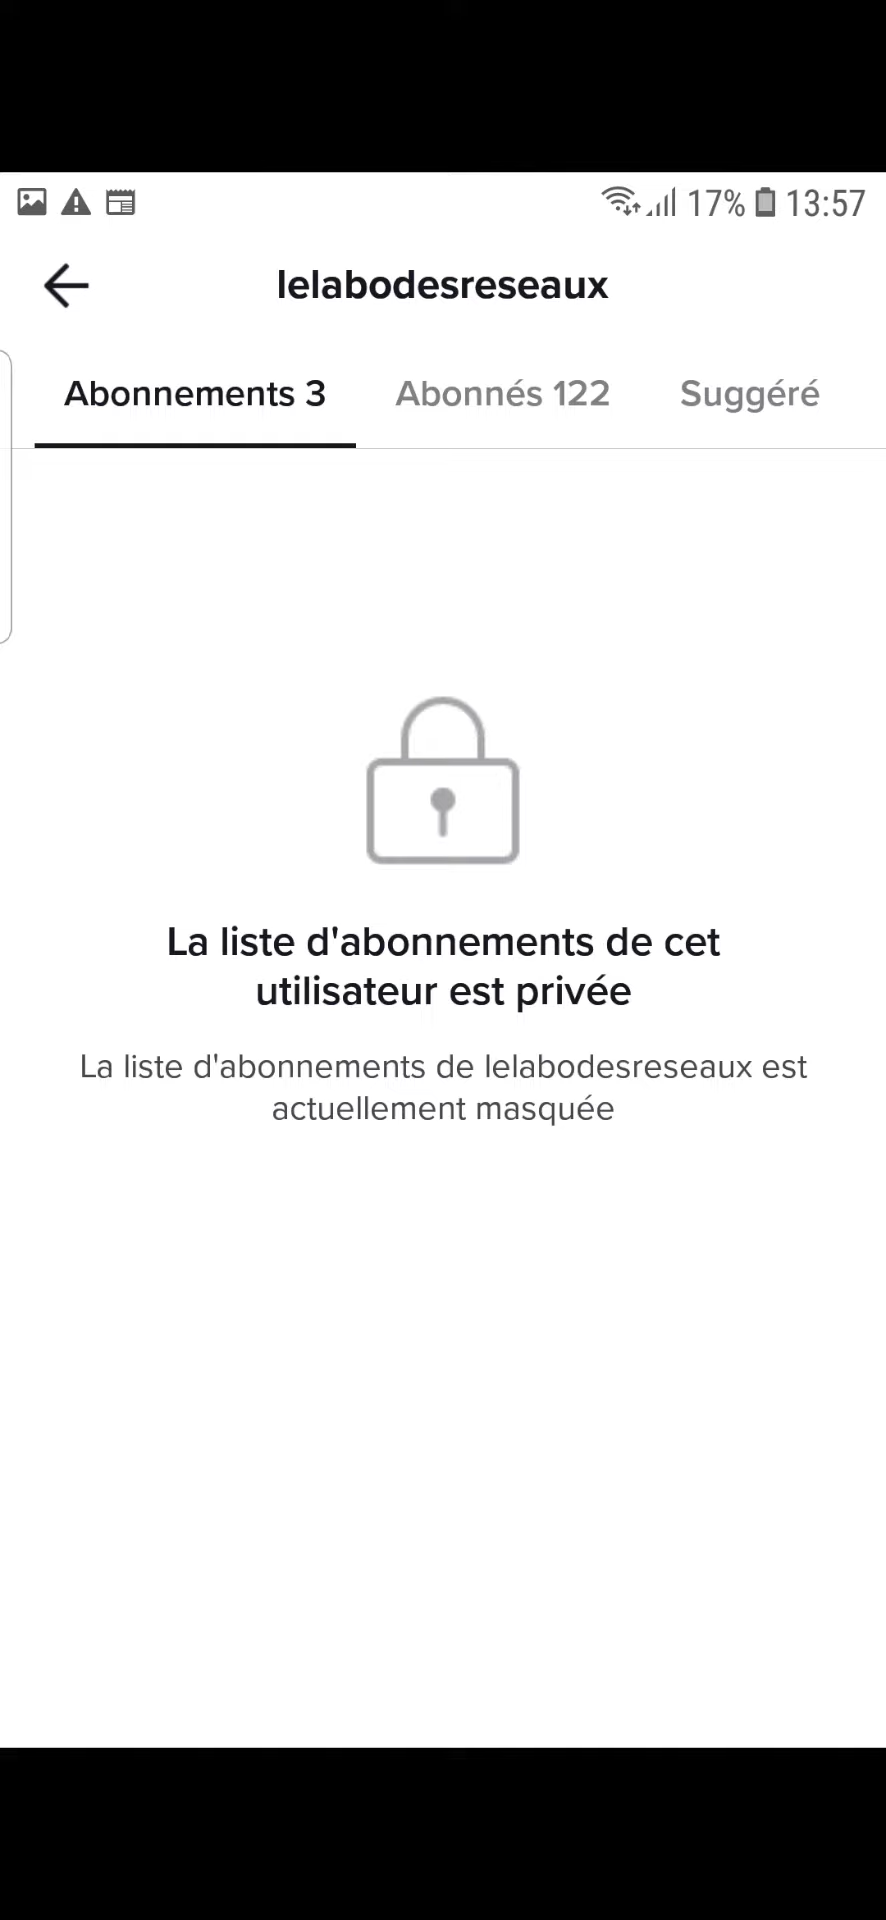 17% 13:57
lelabodesreseaux
Abonnements 3 Abonnés 122 Suggéré
La liste d'abonnements de cet
utilisateur est privée
La liste d'abonnements de lelabodesreseaux est
actuellement masquée